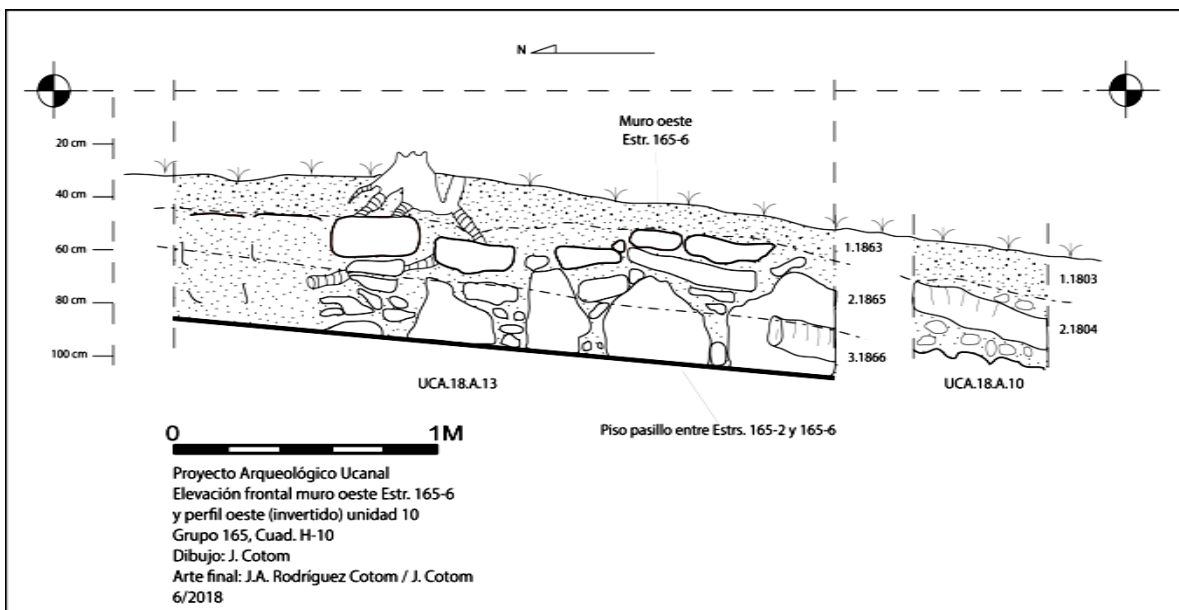 N
20 cm
40 cm
60 cm
80 cm
100 cm
Muro oeste
Estr. 165-6
1.1863
2.1865
3.1866
1.1803
2.1804
UCA.18.A.13
UCA.18.A.10
Piso pasillo entre Estrs. 165-2 y 165-6
0 1M
Proyecto Arqueológico Ucanal
Elevación frontal muro oeste Estr. 165-6
y perfil oeste (invertido) unidad 10
Grupo 165, Cuad. H-10
Dibujo: J. Cotom
Arte final: J.A. Rodríguez Cotom / J. Cotom
6/2018